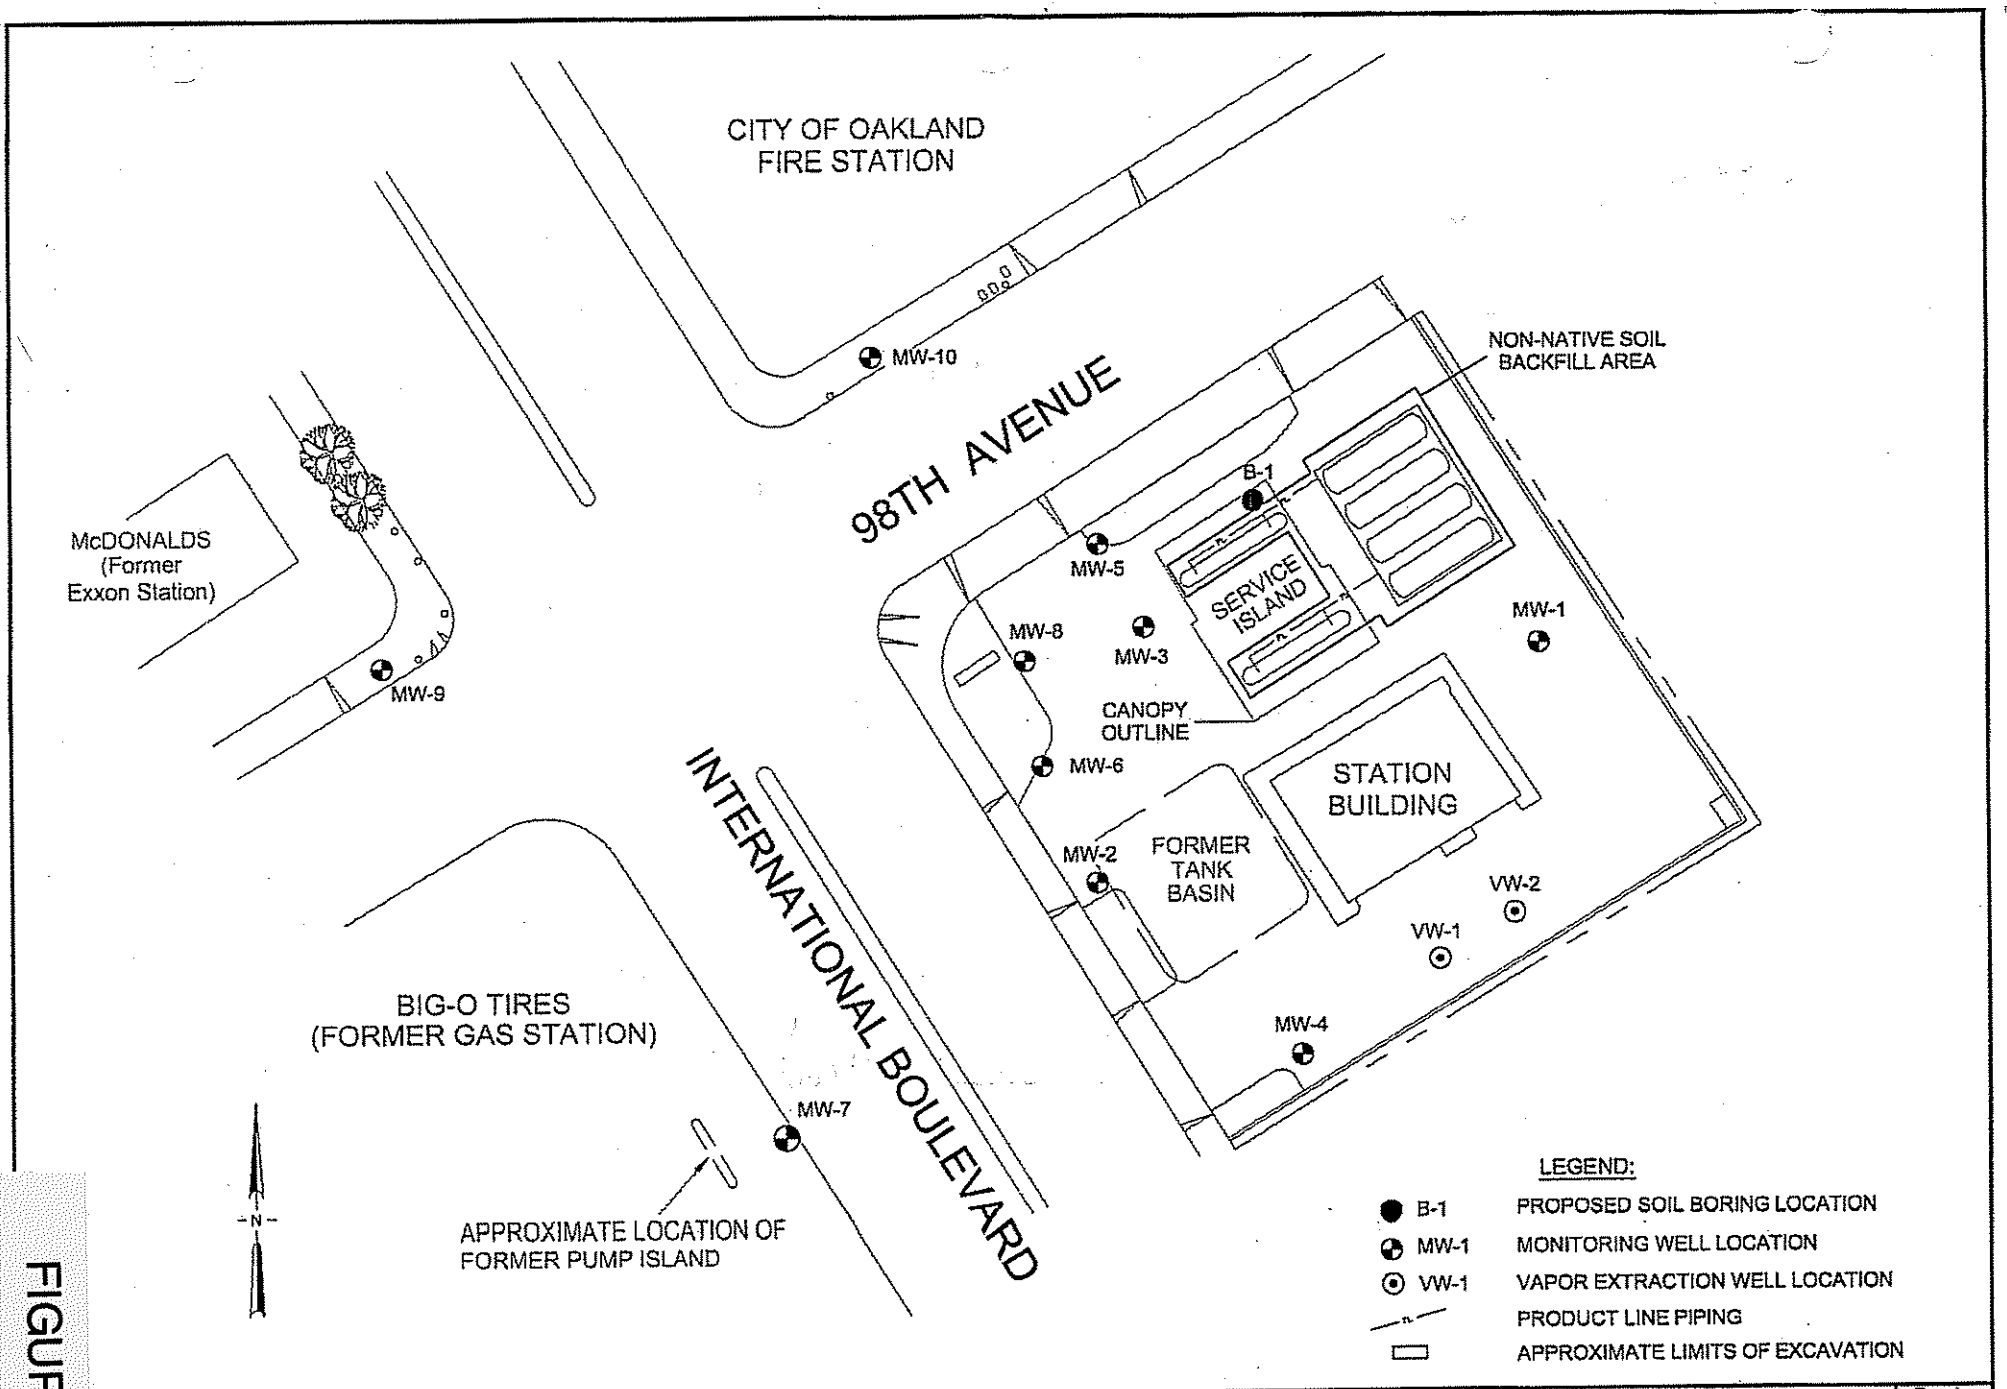 CITY OF OAKLAND
FIRE STATION
NON-NATIVE SOIL
BACKFILL AREA
MW-10
98TH AVENUE
B-1
McDONALDS
(Former
Exxon Station)
MW-5
SERVICE
ISLAND
MW-1
MW-8
MW-3
MW-9
CANOPY
OUTLINE
MW-6
STATION
BUILDING
INTERNATIONAL BOULEVARD
MW-2
FORMER
TANK
BASIN
VW-2
VW-1
BIG-O TIRES
(FORMER GAS STATION)
MW-4
MW-7
APPROXIMATE LOCATION OF
FORMER PUMP ISLAND
N
LEGEND:
B-1 PROPOSED SOIL BORING LOCATION
MW-1 MONITORING WELL LOCATION
VW-1 VAPOR EXTRACTION WELL LOCATION
PRODUCT LINE PIPING
APPROXIMATE LIMITS OF EXCAVATION